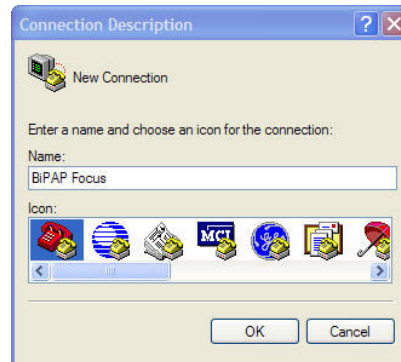 Connection Description
New Connection
Enter a name and choose an icon for the connection:
Name:
BiPAP Focus
Icon:
MCI
OK
Cancel